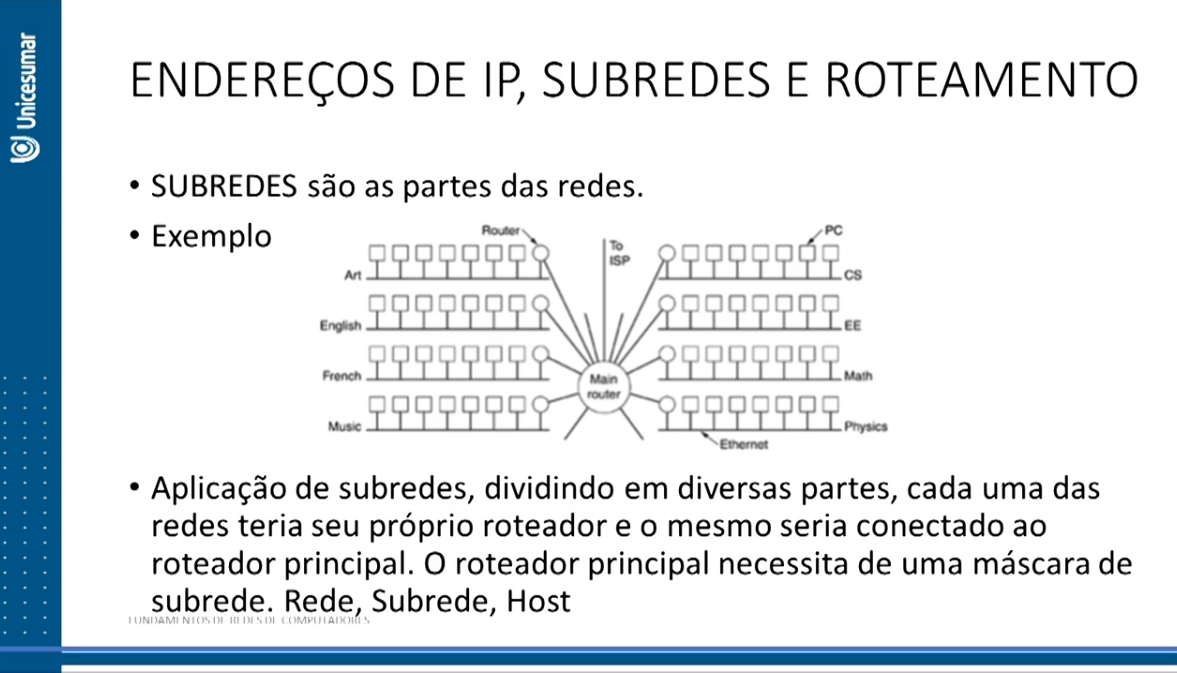 Unicesumar
ENDEREÇOS DE IP, SUBREDES E ROTEAMENTO
• SUBREDES são as partes das redes.
• Exemplo
Router
To
ISP
PC
Art
CS
English
EE
French
Main
router
Math
Music
Physics
Ethernet
• Aplicação de subredes, dividindo em diversas partes, cada uma das
redes teria seu próprio roteador e o mesmo seria conectado ao
roteador principal. O roteador principal necessita de uma máscara de
subrede. Rede, Subrede, Host
FUNDAMENTOS DE REDES DE COMPUTADORES